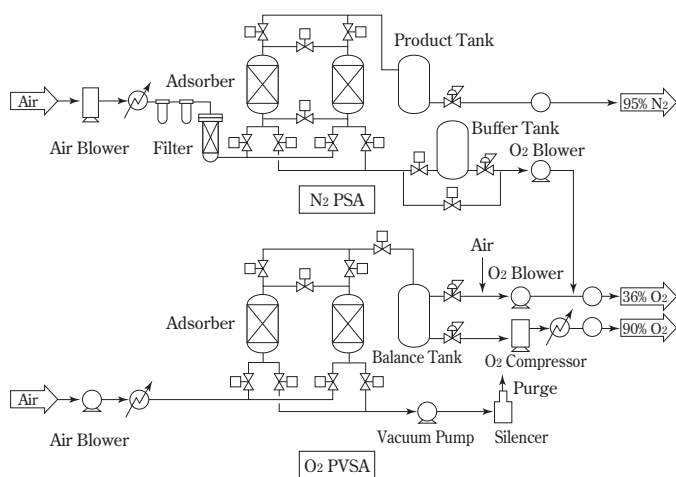 Product Tank
Adsorber
Air
95% N2
Air Blower
Filter
Buffer Tank
O2 Blower
N2 PSA
Air
O2 Blower
36% O2
Adsorber
90% O2
Balance Tank
O2 Compressor
Purge
Air
Air Blower
Vacuum Pump
Silencer
O2 PVSA